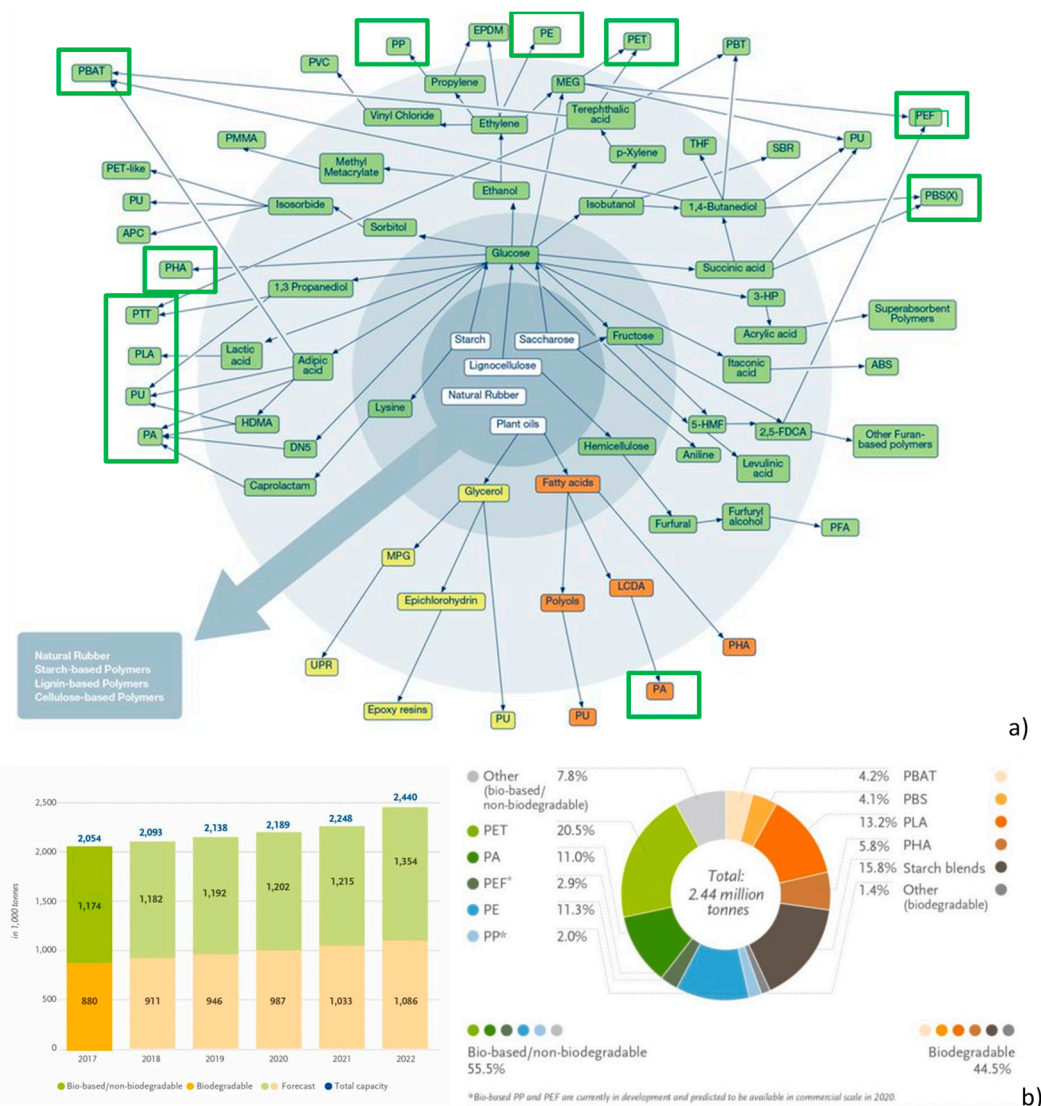 PP
EPDM
PE
PET
PBT
PVC
PBAT
Propylene
MEG
Vinyl Chloride
Ethylene
Terephthalic
acid
PEF
PMMA
p-Xylene
THF
SBR
PU
PET-like
Methyl
Metacrylate
Ethanol
Isobutanol
1,4-Butanediol
PBS(X)
PU
Isosorbide
APC
Sorbitol
Glucose
PHA
Succinic acid
1,3 Propanediol
3-HP
PTT
Superabsorbent
Polymers
Acrylic acid
Starch
Saccharose
Fructose
PLA
Lactic
acid
Adipic
acid
Lignocellulose
Itaconic
acid
ABS
PU
Natural Rubber
Lysine
HDMA
Plant oils
5-HMF
2,5-FDCA
PA
DN5
Hemicellulose
Aniline
Other Furan-
based polymers
Levulinic
acid
Caprolactam
Glycerol
Fatty acids
Furfural
Furfuryl
alcohol
PFA
MPG
LCDA
Epichlorohydrin
Polyols
PHA
Natural Rubber
Starch-based Polymers
Lignin-based Polymers
Cellulose-based Polymers
UPR
PA
Epoxy resins
PU
PU
a)
in 1,000 tonnes
2,500
2,000
1,500
1,000
500
0
2,054
2,093
2,138
2,189
2,248
2,440
1,174
1,182
1,192
1,202
1,215
1,354
880
911
946
987
1,033
1,086
2017
2018
2019
2020
2021
2022
Bio-based/non-biodegradable
Biodegradable
Forecast
Total capacity
Other 7.8%
(bio-based/
non-biodegradable)
PET 20.5%
PA 11.0%
PEF* 2.9%
PE 11.3%
PP* 2.0%
Total:
2.44 million
tonnes
4.2% PBAT
4.1% PBS
13.2% PLA
5.8% PHA
15.8% Starch blends
1.4% Other
(biodegradable)
Bio-based/non-biodegradable
55.5%
Biodegradable
44.5%
*Bio-based PP and PEF are currently in development and predicted to be available in commercial scale in 2020.
b)